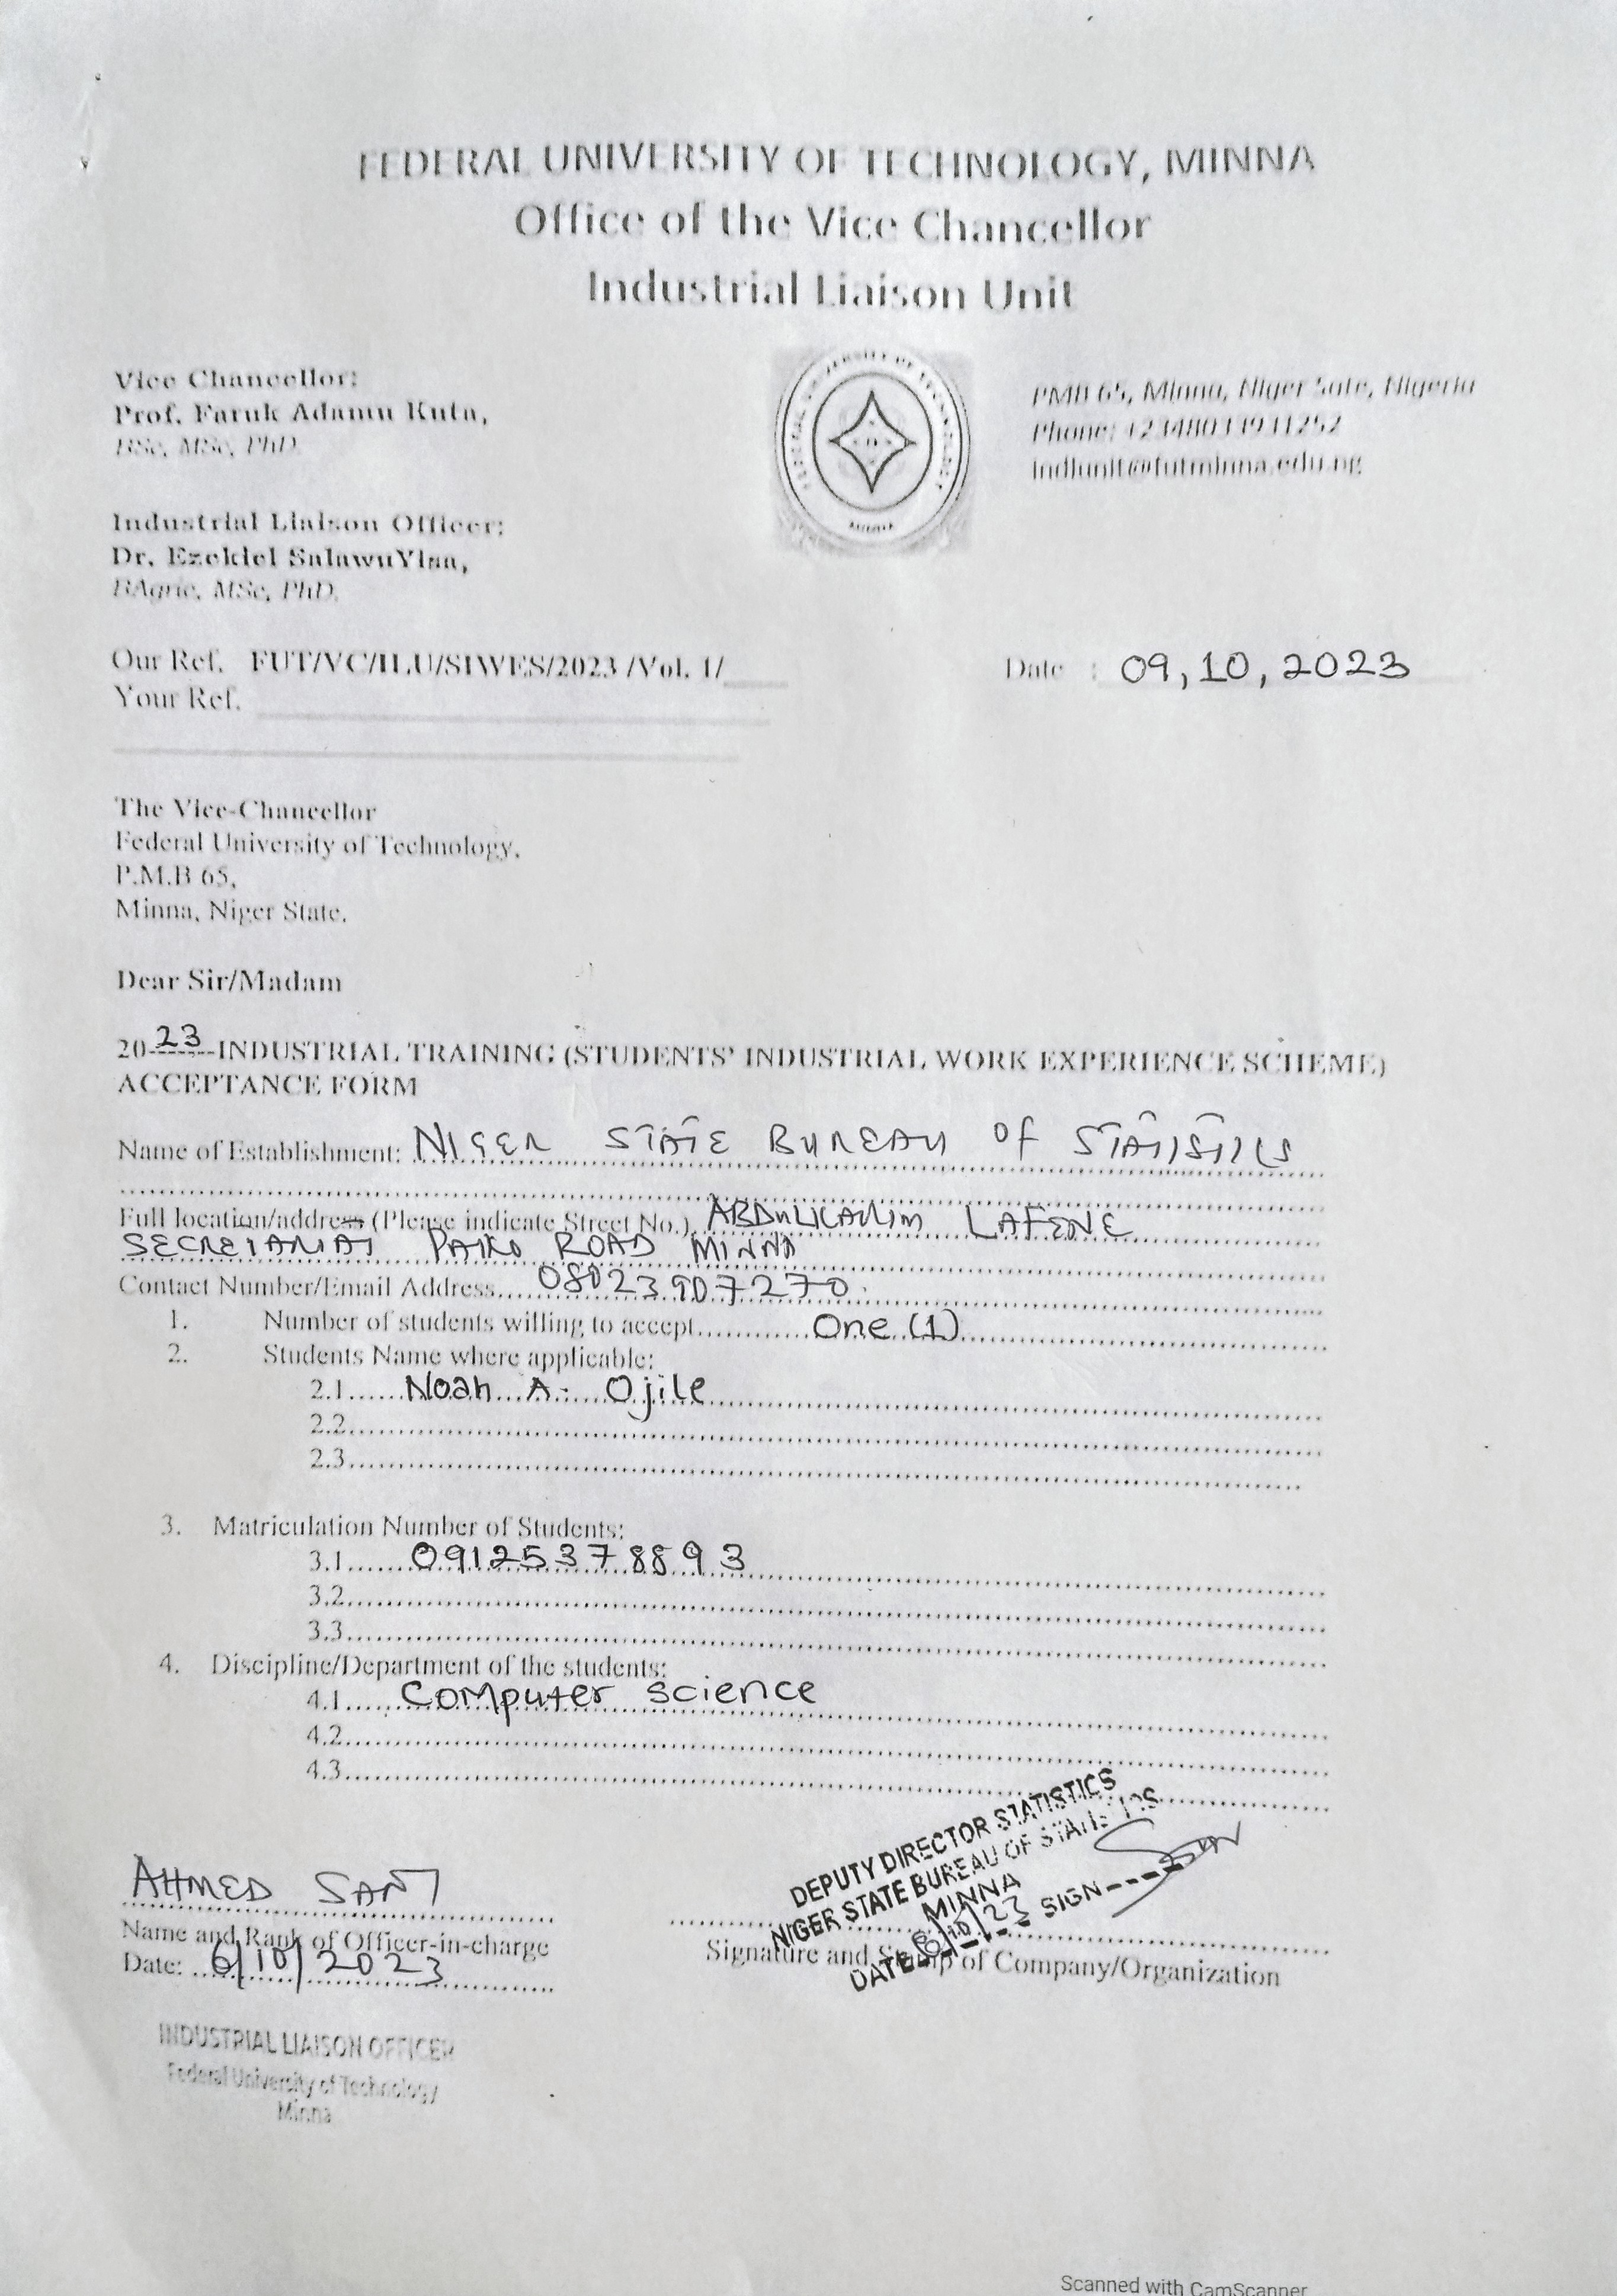 FEDERAL UNIVERSITY OF TECHNOLOGY, MINNA
Office of the Vice Chancellor
Industrial Liaison Unit
Vice Chancellor:
Prof. Faruk Adamu Kuta,
BSc, MSc, PhD.
PMB 65, Minna, Niger State, Nigeria
Phone:
indlunit@futminna.edu.ng
Industrial Liaison Officer:
Dr. Ezekiel
BAgric, MSc, PhD.
Our Ref. FUT/VC/ILU/SIWES/2023 /Vol. 1/
Date : 09,10,2023
Your Ref.
The Vice-Chancellor
Federal University of Technology,
P.M.B 65,
Minna, Niger State.
Dear Sir/Madam
20-23-INDUSTRIAL TRAINING (STUDENTS' INDUSTRIAL WORK EXPERIENCE SCHEME)
ACCEPTANCE FORM
Name of Establishment: NIGER STATE BUREAU OF STATISTICS
Full location/address (Please indicate Street No.) LAFENE
SECRETARIAT PAIKO ROAD MINNA
Contact Number/Email Address 08023907270
1. Number of students willing to accept One (1)
2. Students Name where applicable:
2.1 Noah A. Ojile
2.2
2.3
3. Matriculation Number of Students:
3.1 09125378893
3.2
3.3
4. Discipline/Department of the students:
4.1 Computer science
4.2
4.3
DEPUTY DIRECTOR STATISTICS
NIGER STATE BUREAU OF STATISTICS
MINNA
DATE SIGN
AHMED SANI
Name and Rank of Officer-in-charge
Signature and Stamp of Company/Organization
Date: 6/10/2023
INDUSTRIAL LIAISON OFFICER
Federal University of Technology
Minna
Scanned with CamScanner